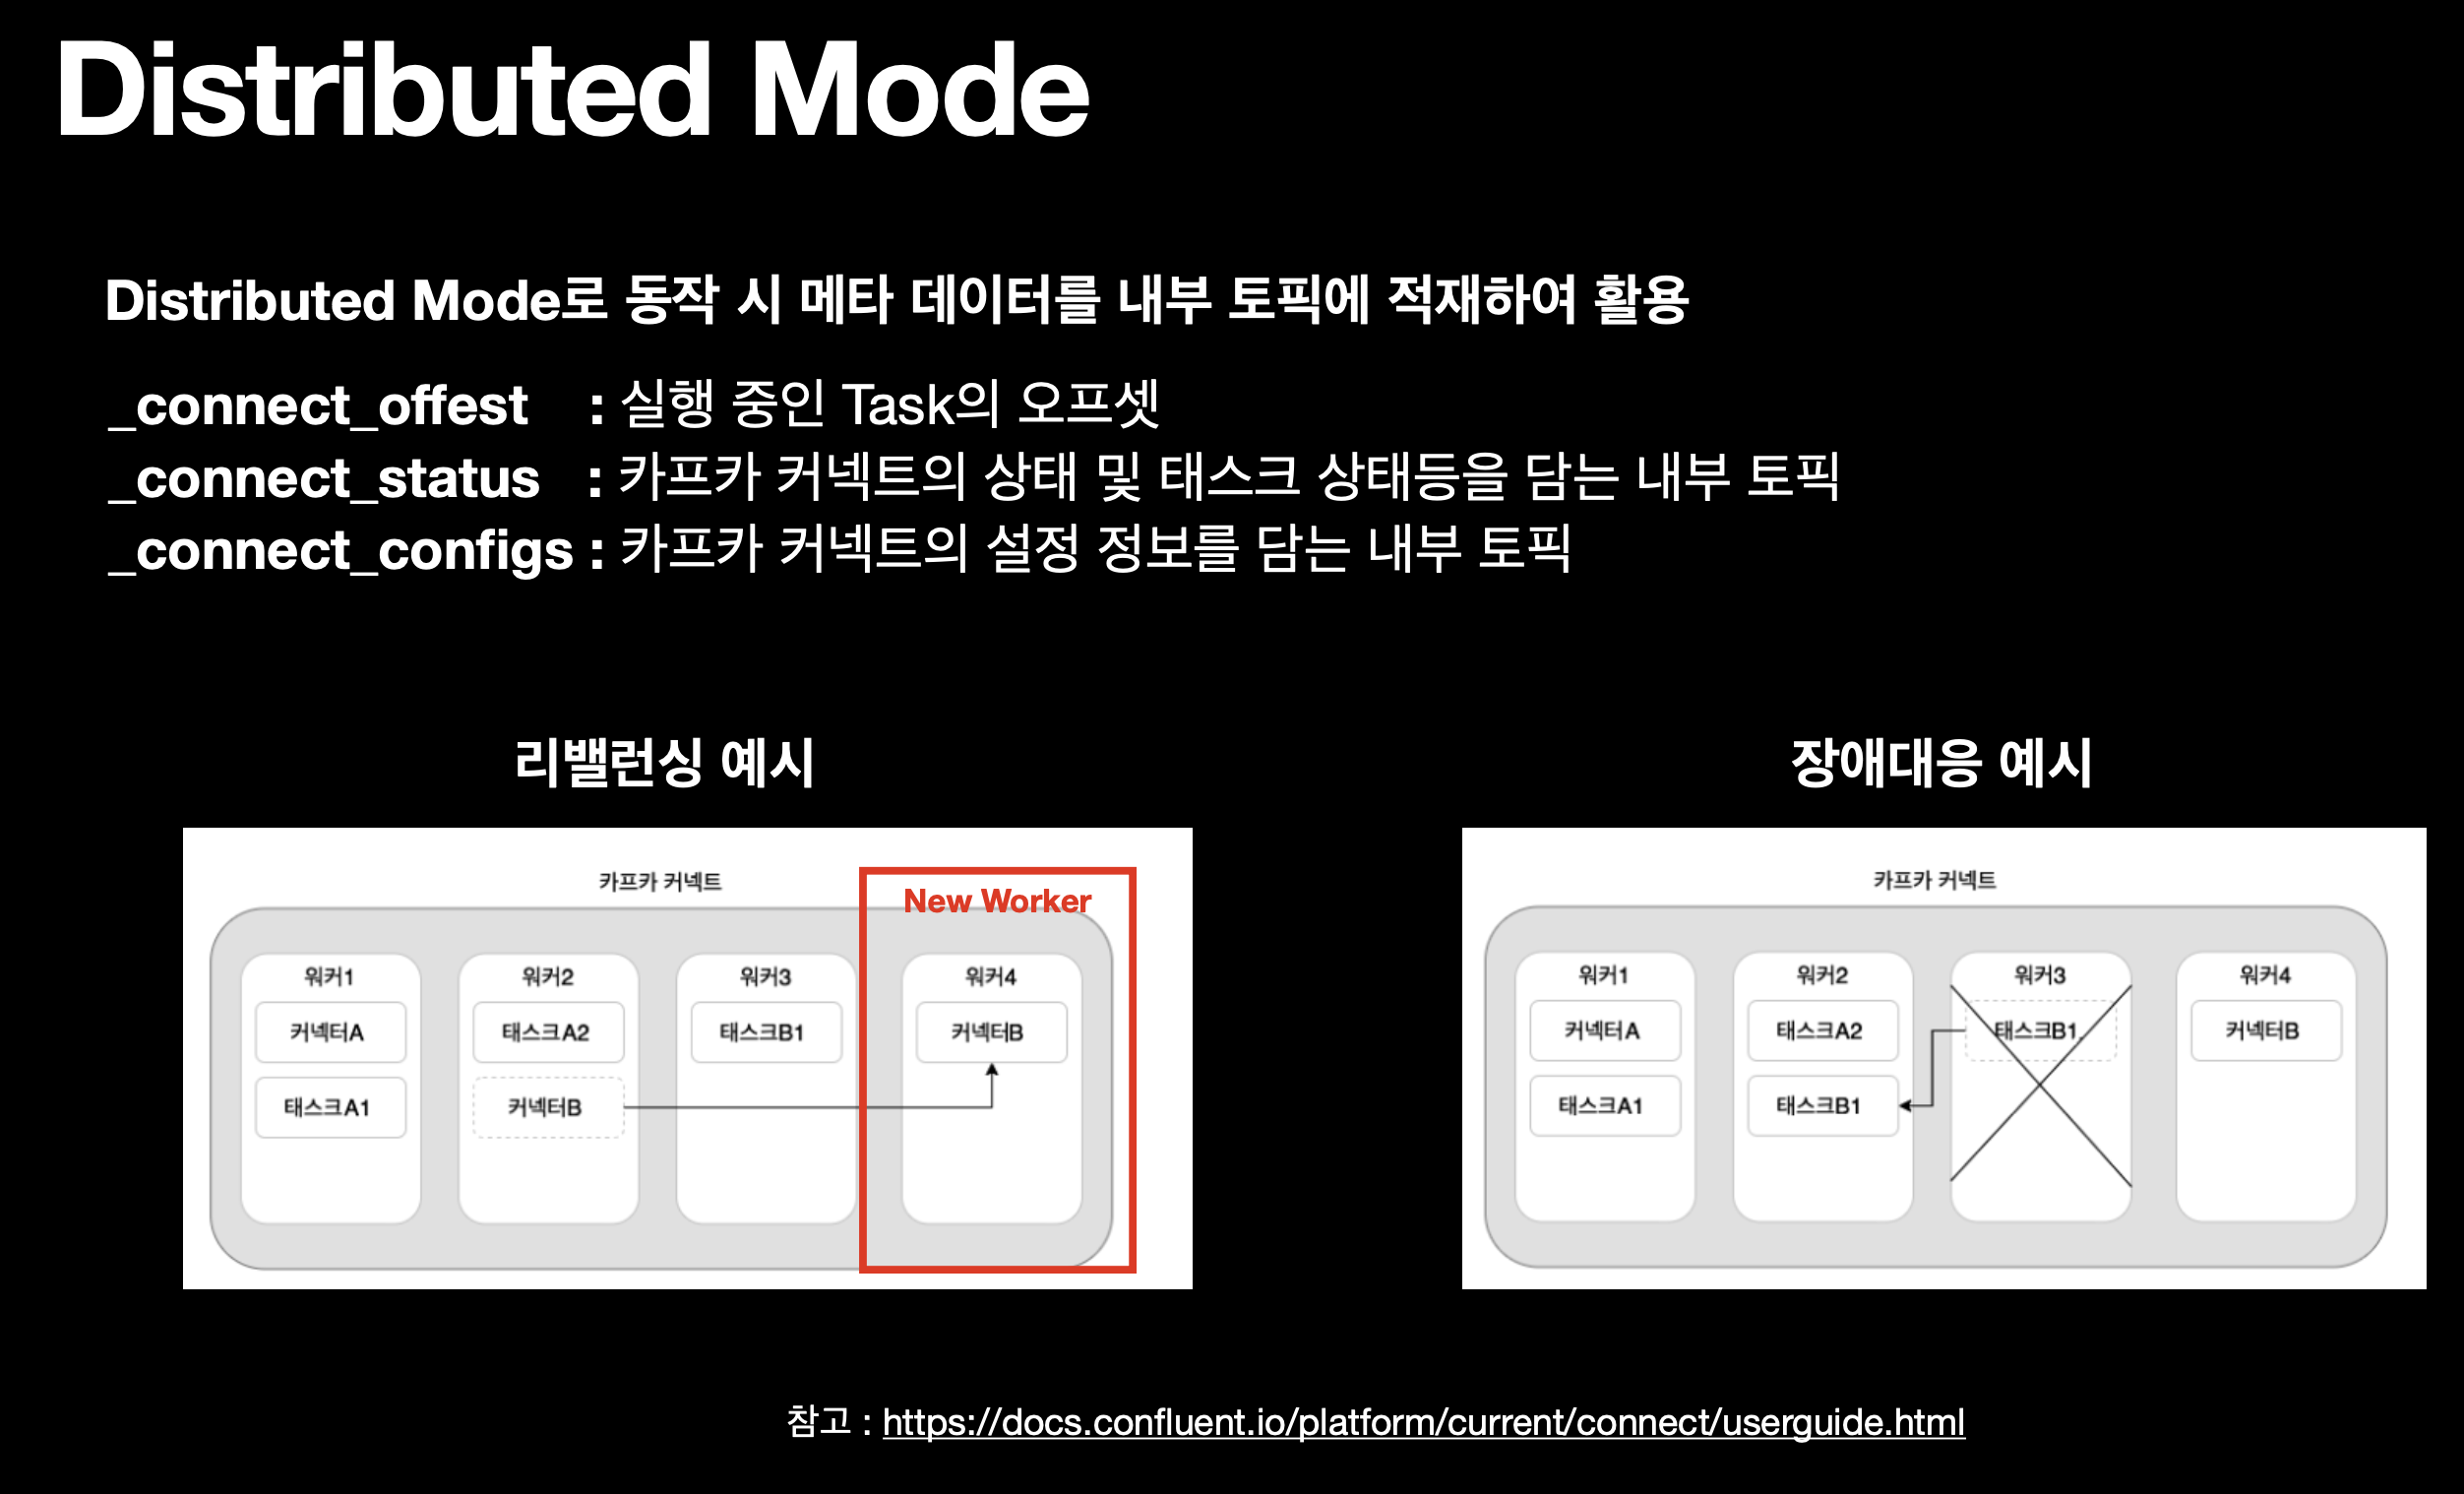 Distributed Mode
Distributed Mode로 동작 시 메타 데이터를 내부 토픽에 적재하여 활용
_connect_offest : 실행 중인 Task의 오프셋
_connect_status : 카프카 커넥트의 상태 및 태스크 상태등을 담는 내부 토픽
_connect_configs : 카프카 커넥트의 설정 정보를 담는 내부 토픽
리밸런싱 예시
카프카 커넥트
New Worker
워커1
커넥터A
태스크A1
워커2
태스크A2
커넥터B
워커3
태스크B1
워커4
커넥터B
장애대응 예시
카프카 커넥트
워커1
커넥터A
태스크A1
워커2
태스크A2
태스크B1
워커3
태스크B1
워커4
커넥터B
참고 : https://docs.confluent.io/platform/current/connect/userguide.html